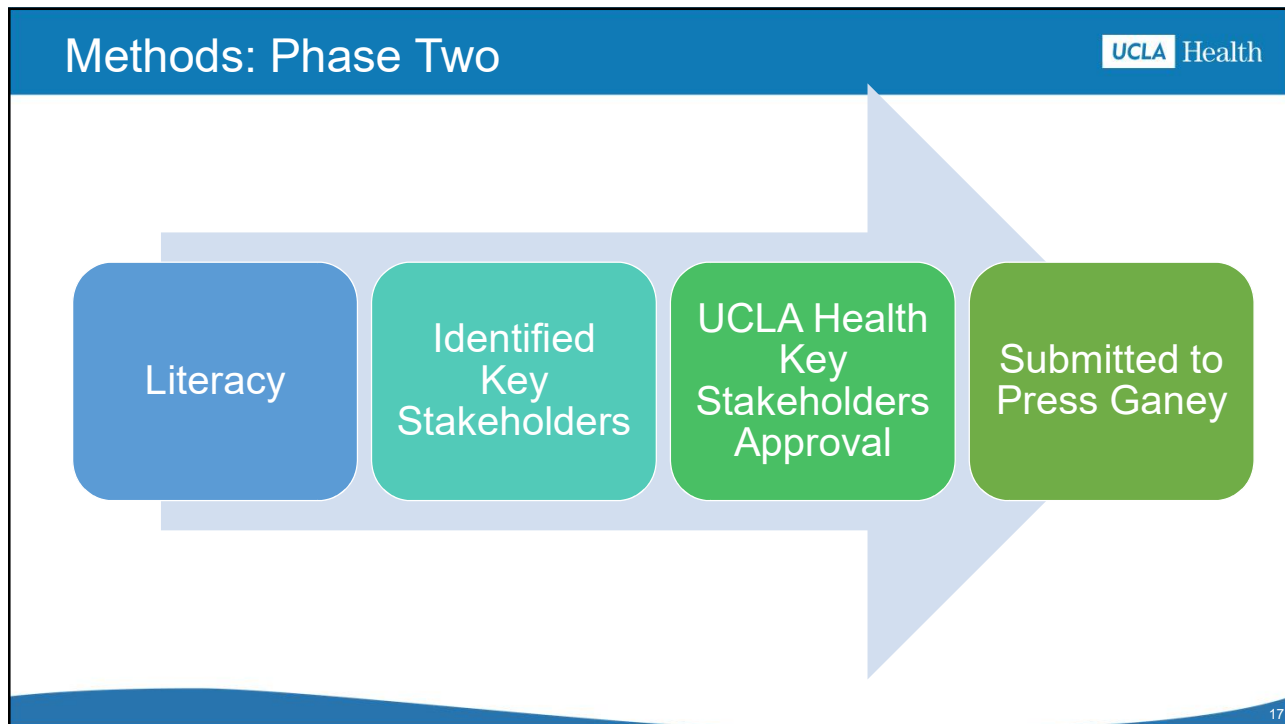 Methods: Phase Two
UCLA Health
Literacy
Identified
Key
Stakeholders
UCLA Health
Key
Stakeholders
Approval
Submitted to
Press Ganey
17